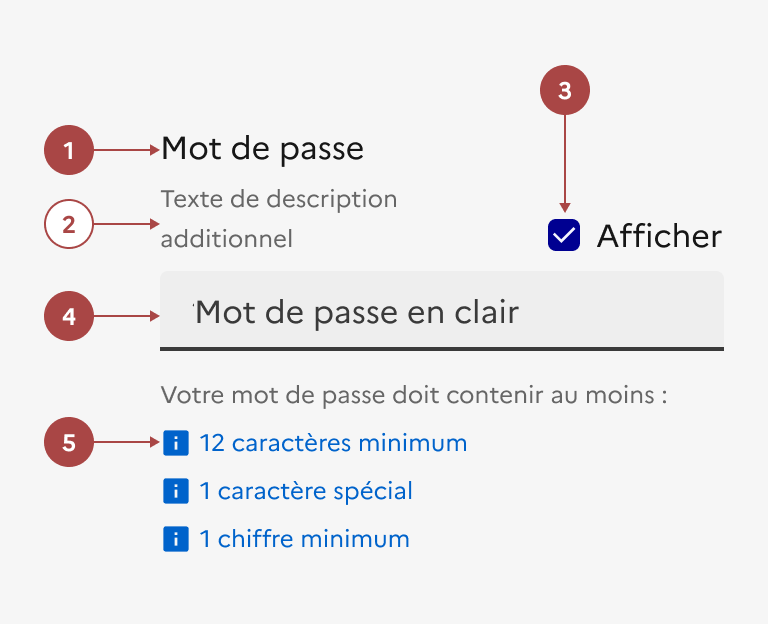 3
1
Mot de passe
2
Texte de description
additionnel
Afficher
4
Mot de passe en clair
Votre mot de passe doit contenir au moins :
5
12 caractères minimum
1 caractère spécial
1 chiffre minimum